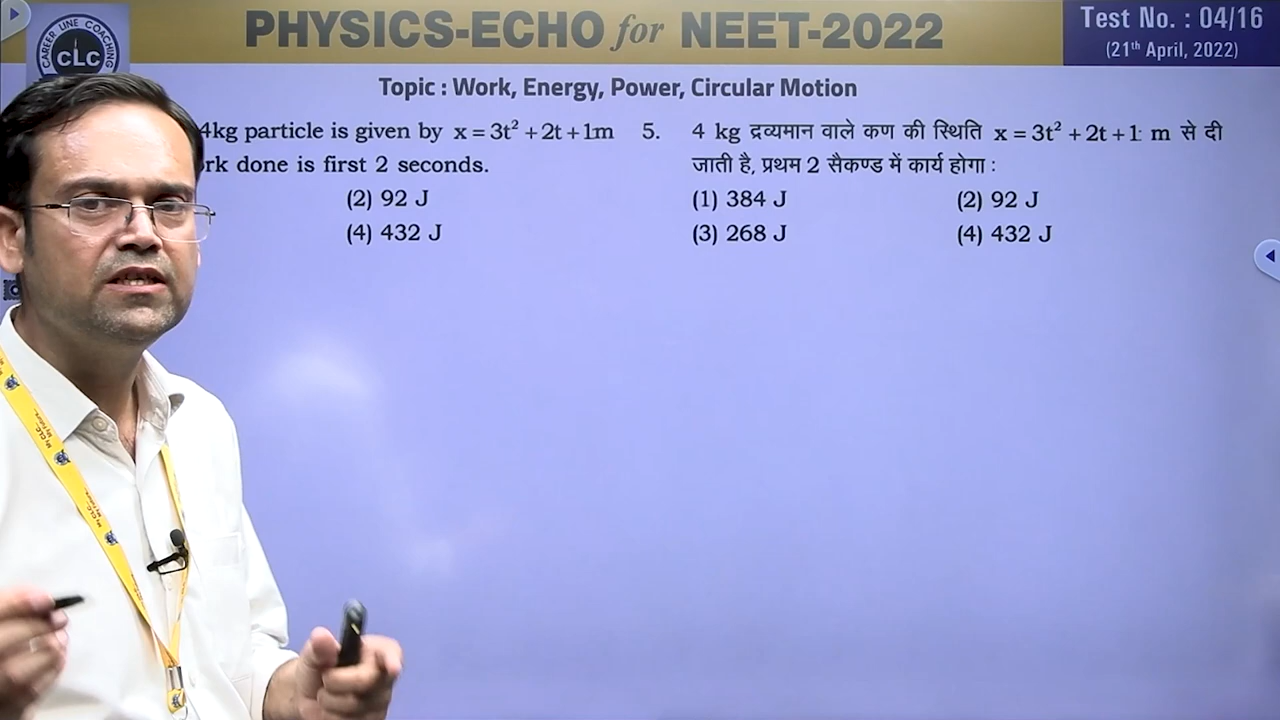 PHYSICS-ECHO for NEET-2022
Test No. : 04/16
(21th April, 2022)
CAREER LINE COACHING
CLC
Topic : Work, Energy, Power, Circular Motion
4kg particle is given by x = 3t² + 2t + 1m
rk done is first 2 seconds.
(2) 92 J
(4) 432 J
5. 4 kg द्रव्यमान वाले कण की स्थिति x = 3t² + 2t + 1: m से दी
जाती है, प्रथम 2 सैकण्ड में कार्य होगा :
(1) 384 J (2) 92 J
(3) 268 J (4) 432 J